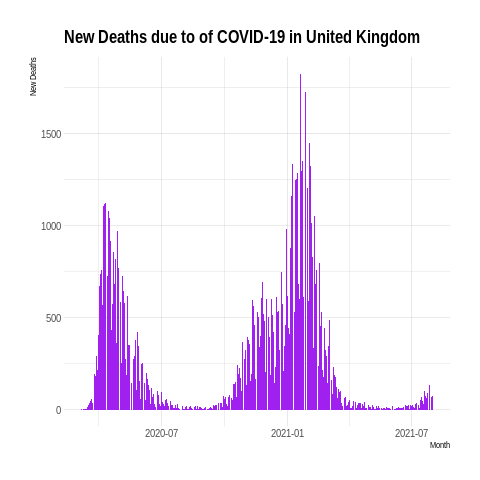 New Deaths due to of COVID-19 in United Kingdom
New Deaths
1500
1000
500
0
2020-07
2021-01
2021-07
Month